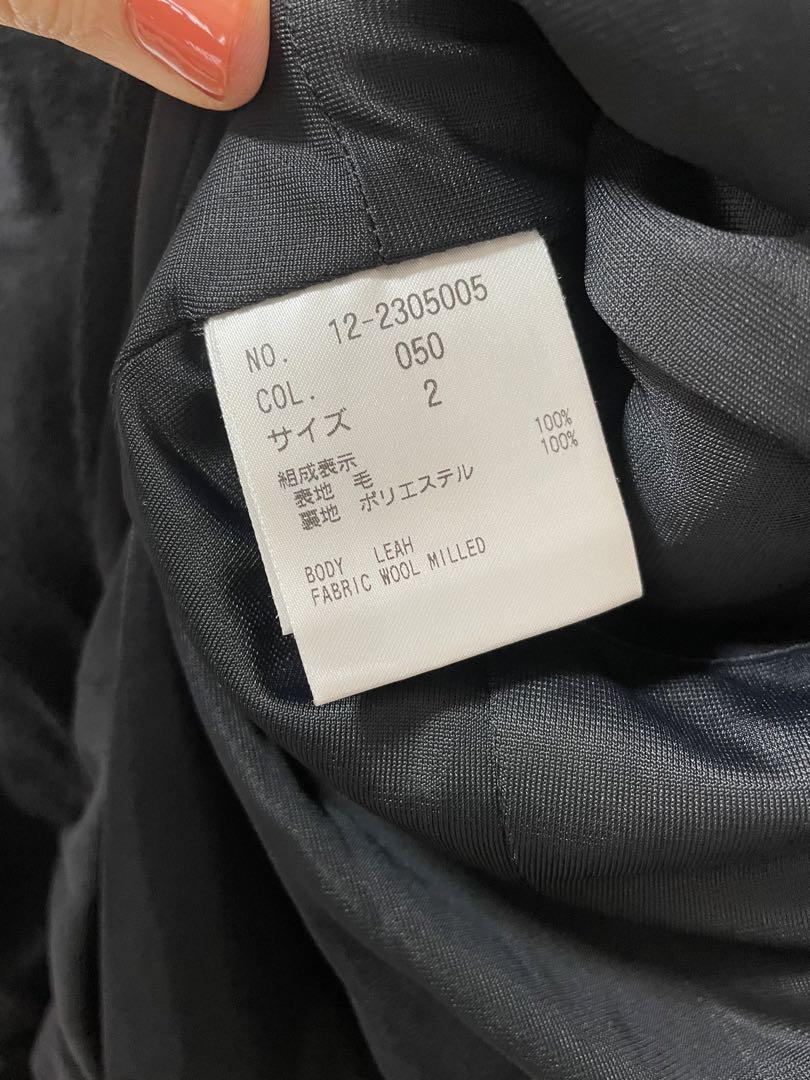 NO. 12-2305005
COL. 050
サイズ 2
組成表示
表地 毛 100%
裏地 ポリエステル 100%
BODY LEAH
FABRIC WOOL MILLED